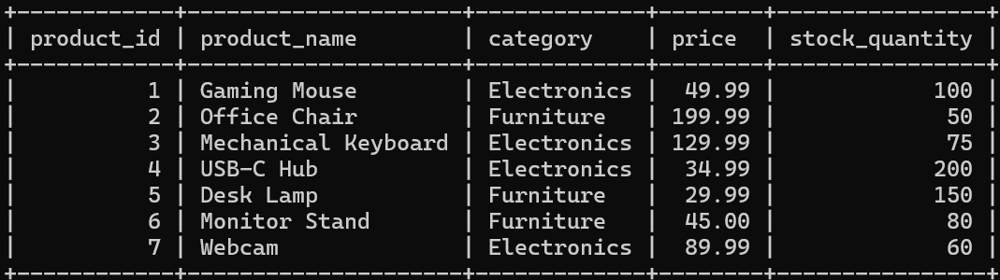 +------------+---------------------+-------------+--------+----------------+
| product_id | product_name        | category    | price  | stock_quantity |
+------------+---------------------+-------------+--------+----------------+
|          1 | Gaming Mouse        | Electronics |  49.99 |            100 |
|          2 | Office Chair        | Furniture   | 199.99 |             50 |
|          3 | Mechanical Keyboard | Electronics | 129.99 |             75 |
|          4 | USB-C Hub           | Electronics |  34.99 |            200 |
|          5 | Desk Lamp           | Furniture   |  29.99 |            150 |
|          6 | Monitor Stand       | Furniture   |  45.00 |             80 |
|          7 | Webcam              | Electronics |  89.99 |             60 |
+------------+---------------------+-------------+--------+----------------+